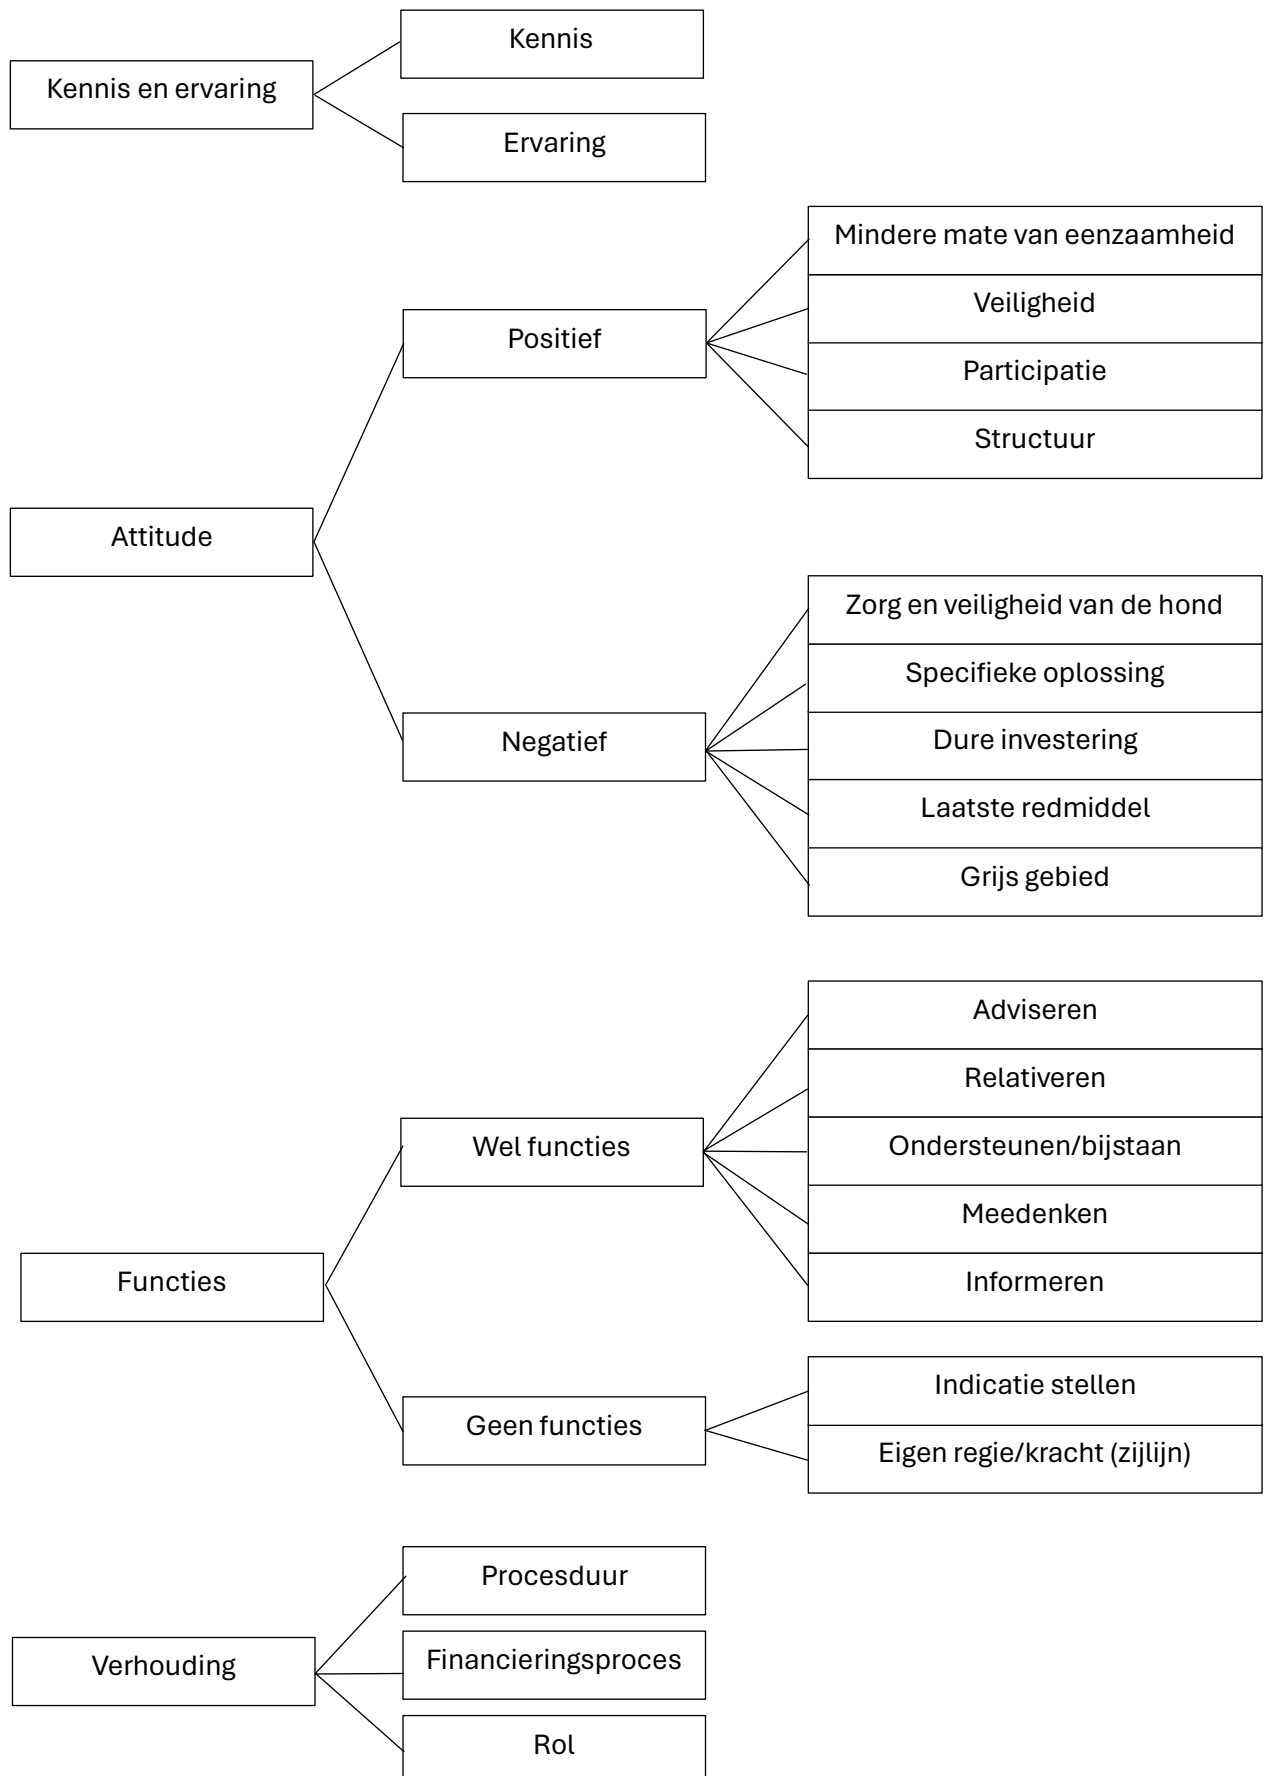 Kennis en ervaring
Kennis
Ervaring
Attitude
Positief
Mindere mate van eenzaamheid
Veiligheid
Participatie
Structuur
Negatief
Zorg en veiligheid van de hond
Specifieke oplossing
Dure investering
Laatste redmiddel
Grijs gebied
Functies
Wel functies
Adviseren
Relativeren
Ondersteunen/bijstaan
Meedenken
Informeren
Geen functies
Indicatie stellen
Eigen regie/kracht (zijlijn)
Verhouding
Procesduur
Financieringsproces
Rol